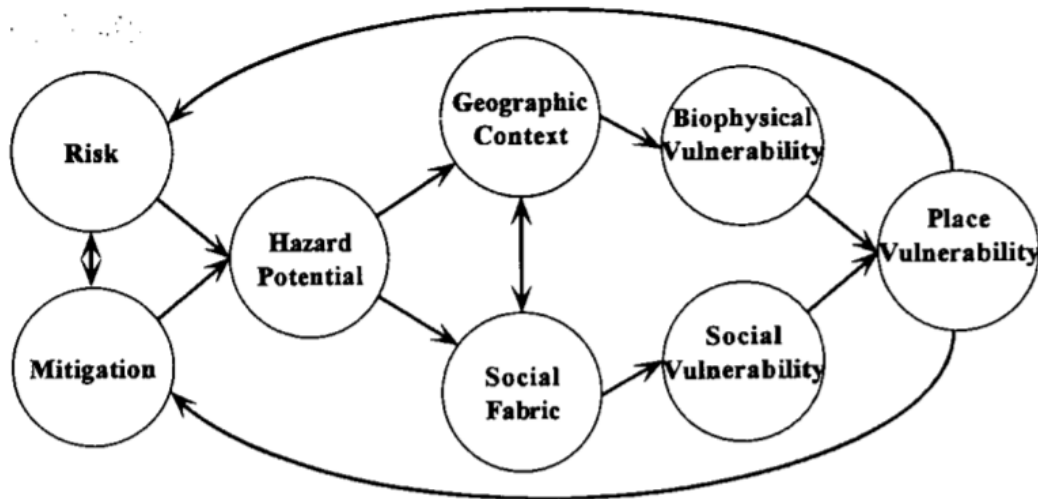 Risk
Mitigation
Hazard
Potential
Geographic
Context
Social
Fabric
Biophysical
Vulnerability
Social
Vulnerability
Place
Vulnerability